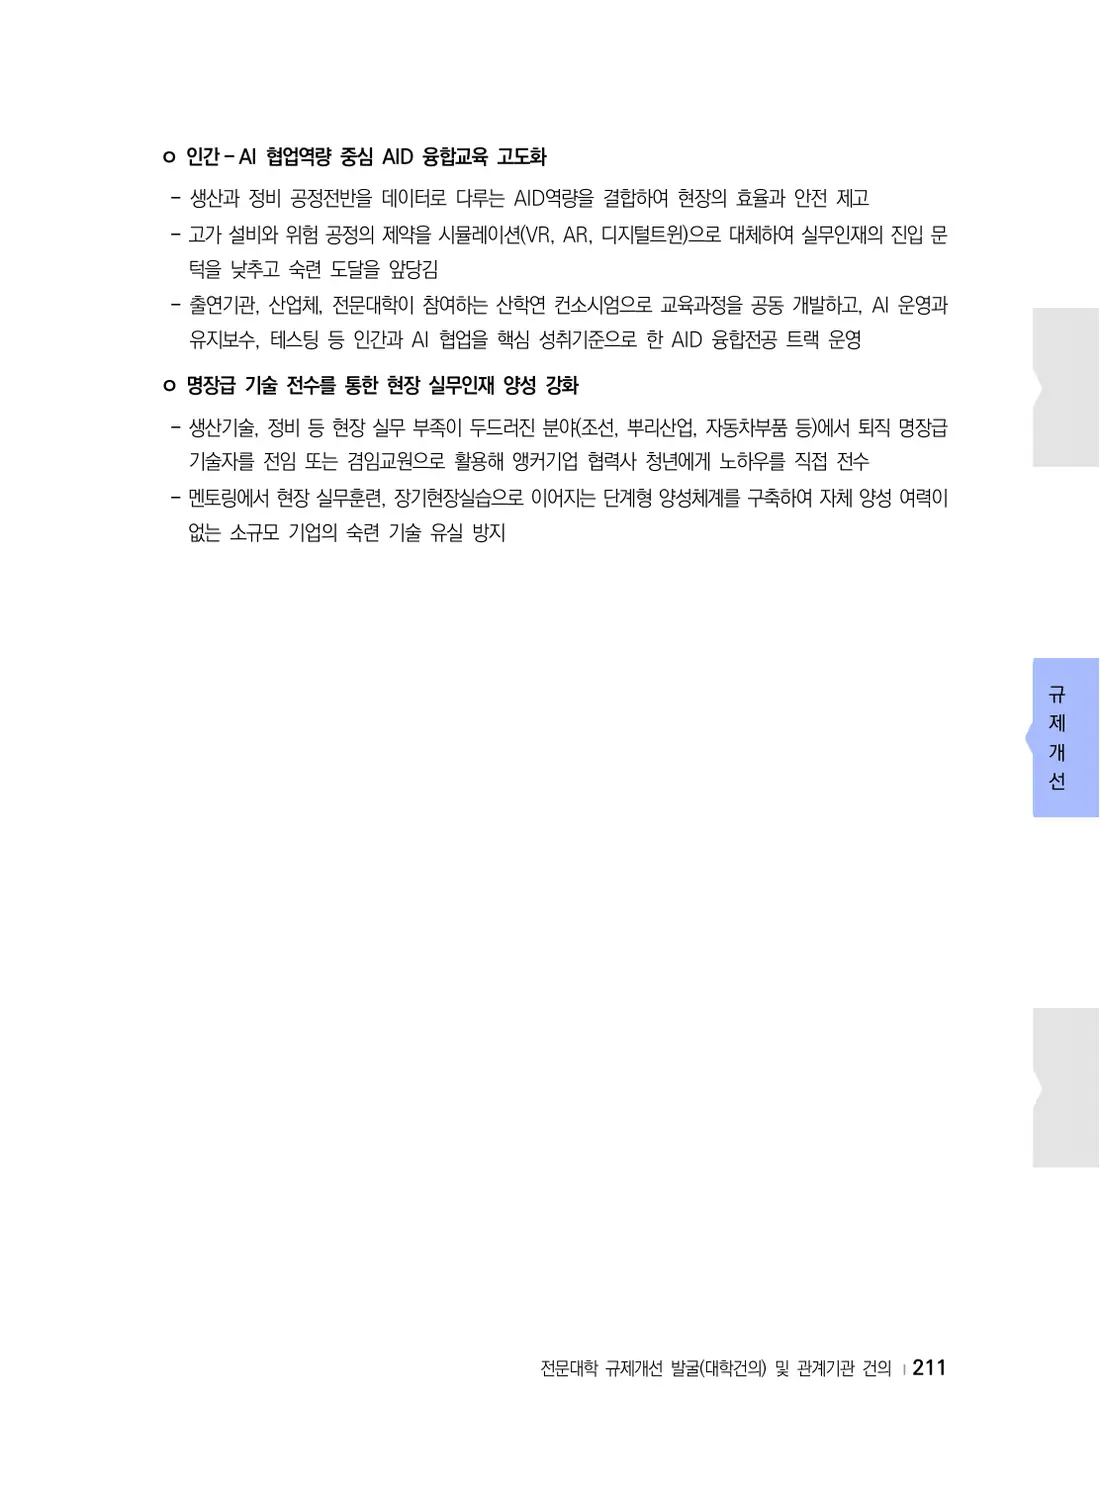 ㅇ 인간-AI 협업역량 중심 AID 융합교육 고도화
- 생산과 정비 공정전반을 데이터로 다루는 AID역량을 결합하여 현장의 효율과 안전 제고
- 고가 설비와 위험 공정의 제약을 시뮬레이션(VR, AR, 디지털트윈)으로 대체하여 실무인재의 진입 문
턱을 낮추고 숙련 도달을 앞당김
- 출연기관, 산업체, 전문대학이 참여하는 산학연 컨소시엄으로 교육과정을 공동 개발하고, AI 운영과
유지보수, 테스팅 등 인간과 AI 협업을 핵심 성취기준으로 한 AID 융합전공 트랙 운영
ㅇ 명장급 기술 전수를 통한 현장 실무인재 양성 강화
- 생산기술, 정비 등 현장 실무 부족이 두드러진 분야(조선, 뿌리산업, 자동차부품 등)에서 퇴직 명장급
기술자를 전임 또는 겸임교원으로 활용해 앵커기업 협력사 청년에게 노하우를 직접 전수
- 멘토링에서 현장 실무훈련, 장기현장실습으로 이어지는 단계형 양성체계를 구축하여 자체 양성 여력이
없는 소규모 기업의 숙련 기술 유실 방지
규
제
개
선
전문대학 규제개선 발굴(대학건의) 및 관계기관 건의 | 211